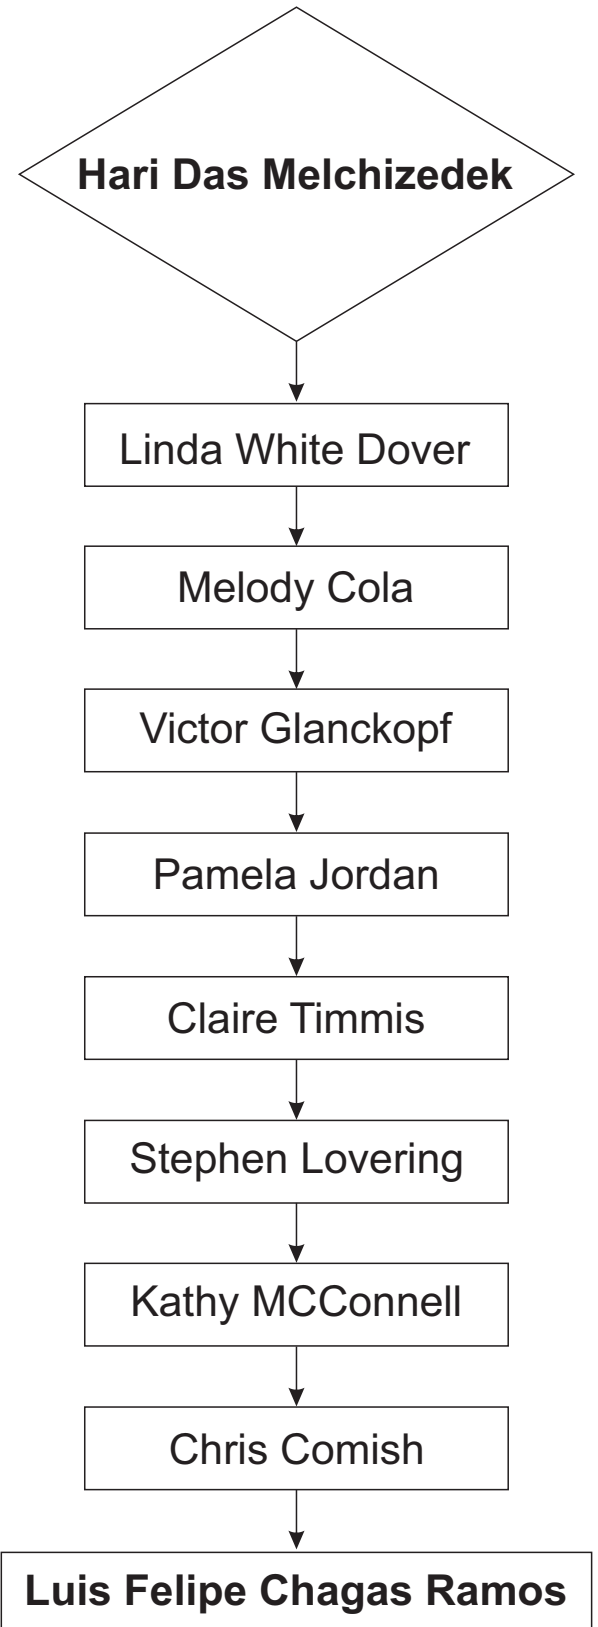 Hari Das Melchizedek
Linda White Dover
Melody Cola
Victor Glanckopf
Pamela Jordan
Claire Timmis
Stephen Lovering
Kathy MCConnell
Chris Comish
Luis Felipe Chagas Ramos